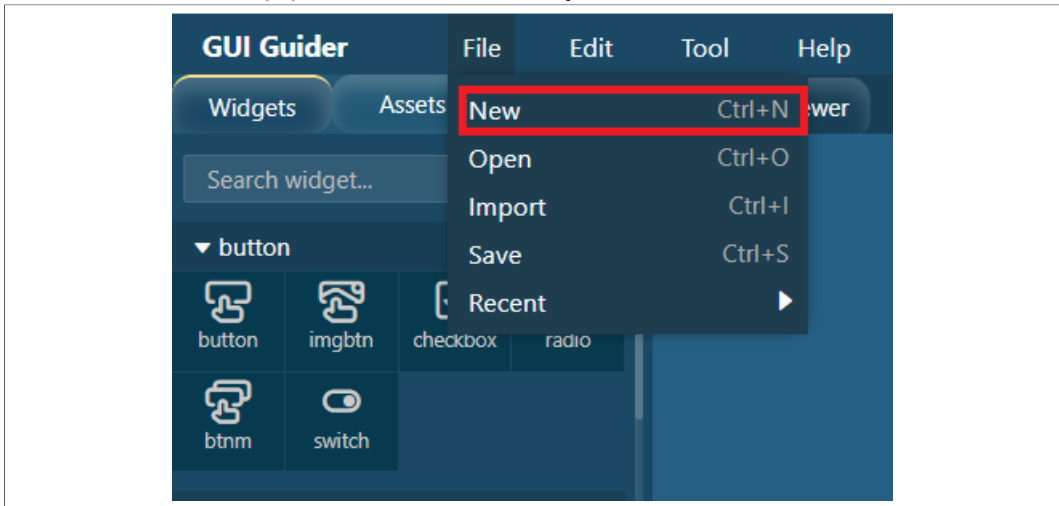 GUI Guider File Edit Tool Help
Widgets Assets ewer
New Ctrl+N
Search widget...
Open Ctrl+O
Import Ctrl+I
▼ button
Save Ctrl+S
Recent ▶
button imgbtn checkbox radio
btnm switch